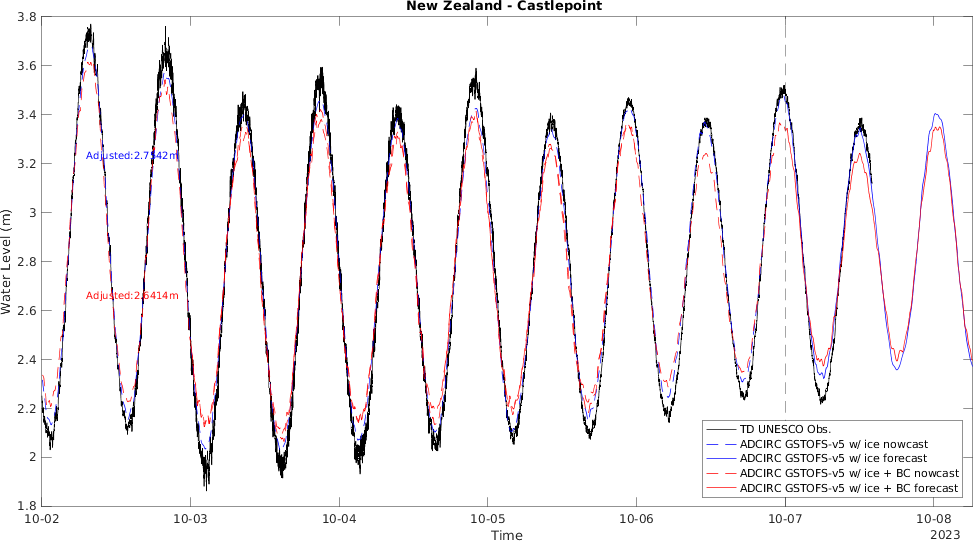 New Zealand - Castlepoint
3.8
3.6
3.4
3.2
3
2.8
2.6
2.4
2.2
2
1.8
Water Level (m)
Adjusted:2.7542m
Adjusted:2.6414m
TD UNESCO Obs.
ADCIRC GSTOFS-v5 w/ ice nowcast
ADCIRC GSTOFS-v5 w/ ice forecast
ADCIRC GSTOFS-v5 w/ ice + BC nowcast
ADCIRC GSTOFS-v5 w/ ice + BC forecast
10-02
10-03
10-04
10-05
10-06
10-07
10-08
Time
2023